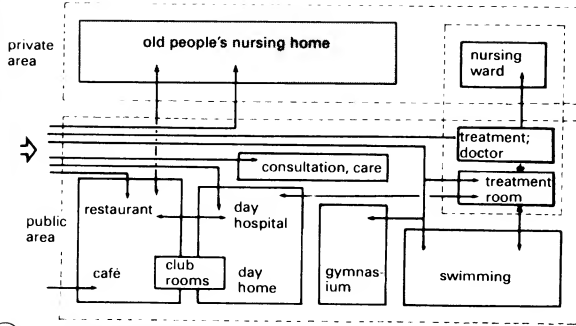 private
area
old people's nursing home
nursing
ward
treatment;
doctor
consultation, care
treatment
room
public
area
restaurant
day
hospital
café
club
rooms
day
home
gymnas-
ium
swimming